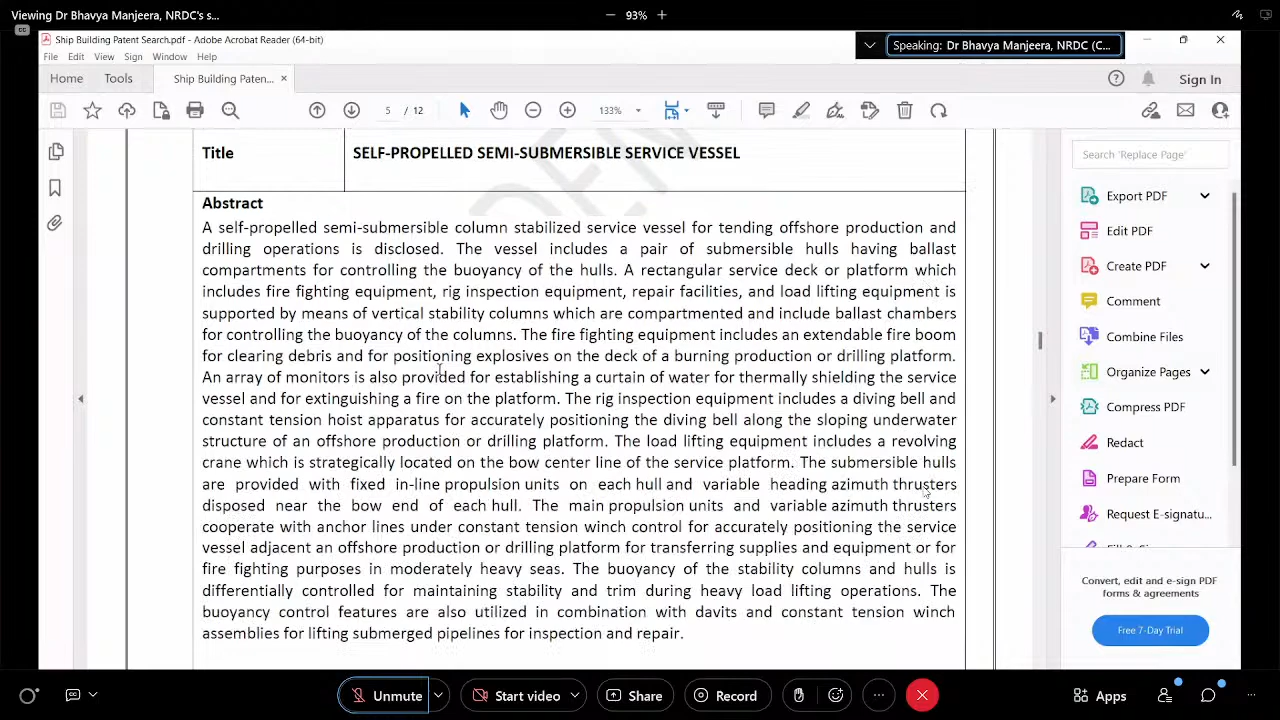 Viewing Dr Bhavya Manjeera, NRDC's s...
93%
Ship Building Patent Search.pdf - Adobe Acrobat Reader (64-bit)
Speaking: Dr Bhavya Manjeera, NRDC (C...
File Edit View Sign Window Help
Home Tools Ship Building Paten... Sign In
5 / 12 133%
Title SELF-PROPELLED SEMI-SUBMERSIBLE SERVICE VESSEL
Abstract
A self-propelled semi-submersible column stabilized service vessel for tending offshore production and
drilling operations is disclosed. The vessel includes a pair of submersible hulls having ballast
compartments for controlling the buoyancy of the hulls. A rectangular service deck or platform which
includes fire fighting equipment, rig inspection equipment, repair facilities, and load lifting equipment is
supported by means of vertical stability columns which are compartmented and include ballast chambers
for controlling the buoyancy of the columns. The fire fighting equipment includes an extendable fire boom
for clearing debris and for positioning explosives on the deck of a burning production or drilling platform.
An array of monitors is also provided for establishing a curtain of water for thermally shielding the service
vessel and for extinguishing a fire on the platform. The rig inspection equipment includes a diving bell and
constant tension hoist apparatus for accurately positioning the diving bell along the sloping underwater
structure of an offshore production or drilling platform. The load lifting equipment includes a revolving
crane which is strategically located on the bow center line of the service platform. The submersible hulls
are provided with fixed in-line propulsion units on each hull and variable heading azimuth thrusters
disposed near the bow end of each hull. The main propulsion units and variable azimuth thrusters
cooperate with anchor lines under constant tension winch control for accurately positioning the service
vessel adjacent an offshore production or drilling platform for transferring supplies and equipment or for
fire fighting purposes in moderately heavy seas. The buoyancy of the stability columns and hulls is
differentially controlled for maintaining stability and trim during heavy load lifting operations. The
buoyancy control features are also utilized in combination with davits and constant tension winch
assemblies for lifting submerged pipelines for inspection and repair.
Search 'Replace Page'
Export PDF
Edit PDF
Create PDF
Comment
Combine Files
Organize Pages
Compress PDF
Redact
Prepare Form
Request E-signatu...
Convert, edit and e-sign PDF
forms & agreements
Free 7-Day Trial
Unmute Start video Share Record Apps